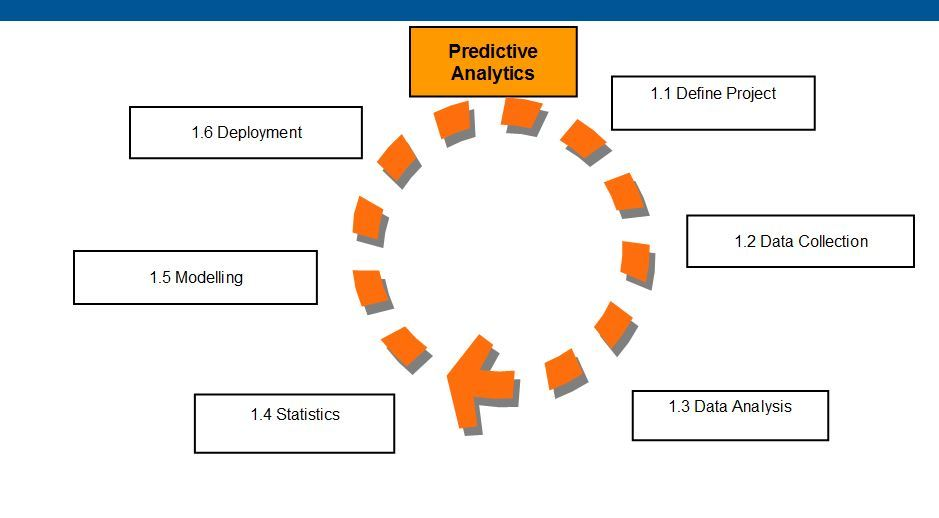 Predictive
Analytics
1.1 Define Project
1.2 Data Collection
1.3 Data Analysis
1.4 Statistics
1.5 Modelling
1.6 Deployment